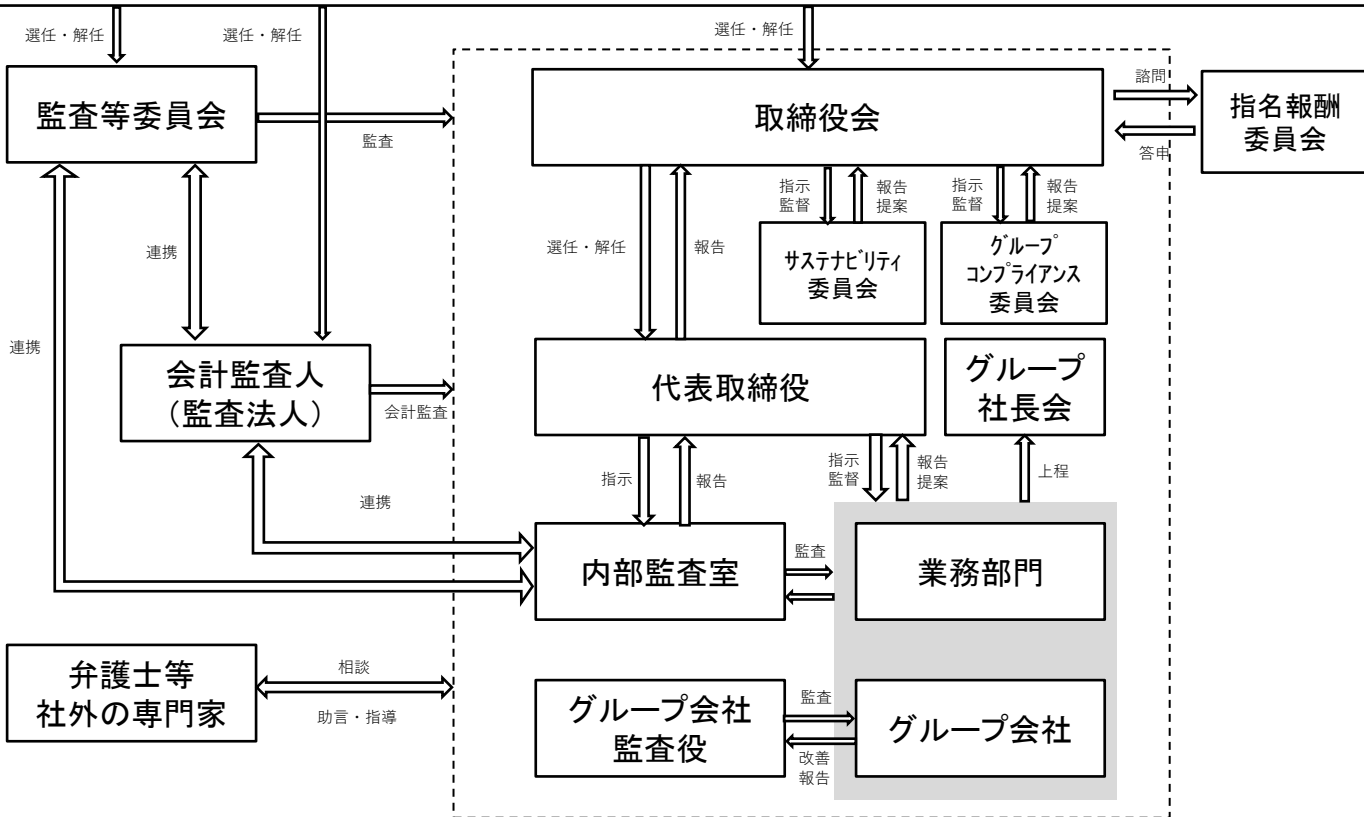 選任・解任
選任・解任
選任・解任
監査等委員会
監査
取締役会
諮問
答申
指名報酬
委員会
連携
選任・解任
報告
指示
監督
報告
提案
指示
監督
報告
提案
サステナビリティ
委員会
グループ
コンプライアンス
委員会
連携
会計監査人
（監査法人）
会計監査
代表取締役
グループ
社長会
連携
指示
報告
指示
監督
報告
提案
上程
内部監査室
監査
業務部門
弁護士等
社外の専門家
相談
助言・指導
グループ会社
監査役
監査
改善
報告
グループ会社